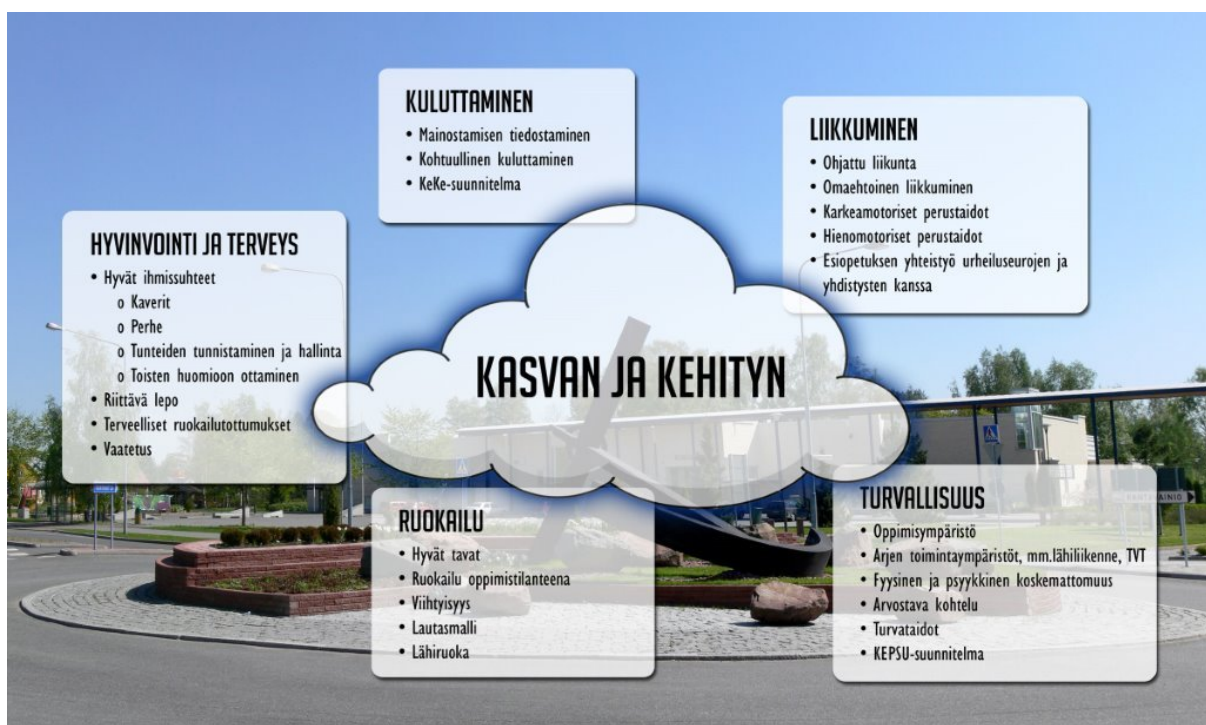 KULUTTAMINEN
• Mainostamisen tiedostaminen
• Kohtuullinen kuluttaminen
• KeKe-suunnitelma
LIIKKUMINEN
• Ohjattu liikunta
• Omaehtoinen liikkuminen
• Karkeamotoriset perustaidot
• Hienomotoriset perustaidot
• Esiopetuksen yhteistyö urheiluseurojen ja
yhdistysten kanssa
HYVINVOINTI JA TERVEYS
• Hyvät ihmissuhteet
o Kaverit
o Perhe
o Tunteiden tunnistaminen ja hallinta
o Toisten huomioon ottaminen
• Riittävä lepo
• Terveelliset ruokailutottumukset
• Vaatetus
KASVAN JA KEHITYN
RUOKAILU
• Hyvät tavat
• Ruokailu oppimistilanteena
• Viihtyisyys
• Lautasmalli
• Lähiruoka
TURVALLISUUS
• Oppimisympäristö
• Arjen toimintaympäristöt, mm.lähiliikenne, TVT
• Fyysinen ja psyykkinen koskemattomuus
• Arvostava kohtelu
• Turvataidot
• KEPSU-suunnitelma